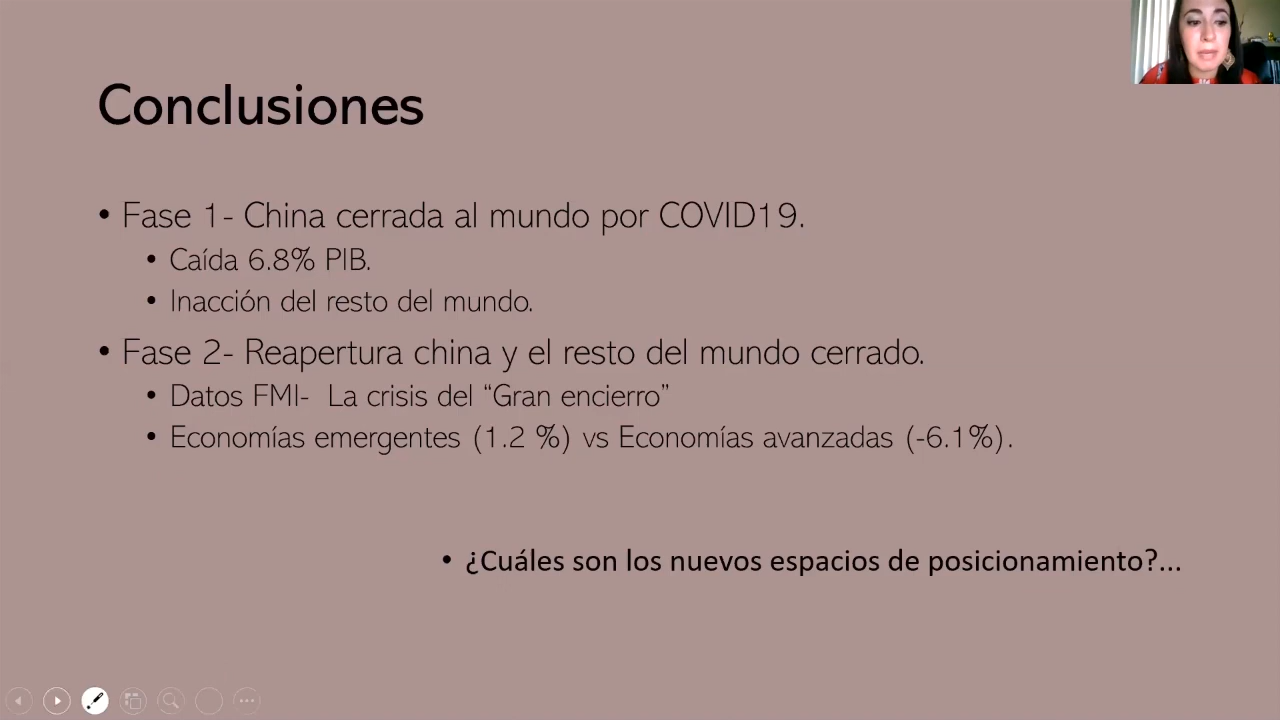 Conclusiones
• Fase 1- China cerrada al mundo por COVID19.
• Caída 6.8% PIB.
• Inacción del resto del mundo.
• Fase 2- Reapertura china y el resto del mundo cerrado.
• Datos FMI- La crisis del “Gran encierro”
• Economías emergentes (1.2 %) vs Economías avanzadas (-6.1%).
• ¿Cuáles son los nuevos espacios de posicionamiento?...